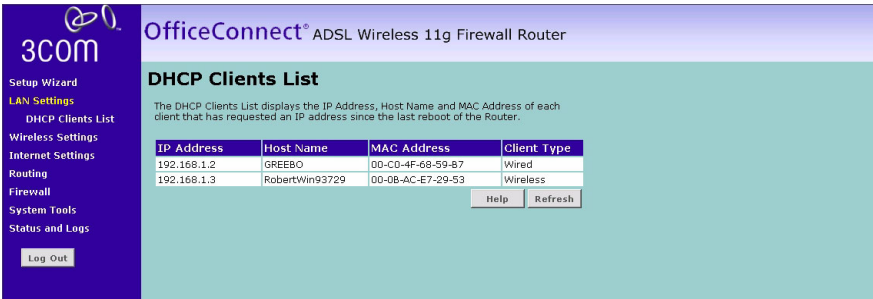 3COM
OfficeConnect® ADSL Wireless 11g Firewall Router
Setup Wizard
LAN Settings
DHCP Clients List
Wireless Settings
Internet Settings
Routing
Firewall
System Tools
Status and Logs
Log Out
DHCP Clients List
The DHCP Clients List displays the IP Address, Host Name and MAC Address of each
client that has requested an IP address since the last reboot of the Router.
IP Address Host Name MAC Address Client Type
192.168.1.2 GREEBO 00-C0-4F-68-59-B7 Wired
192.168.1.3 RobertWin93729 00-0B-AC-E7-29-53 Wireless
Help Refresh